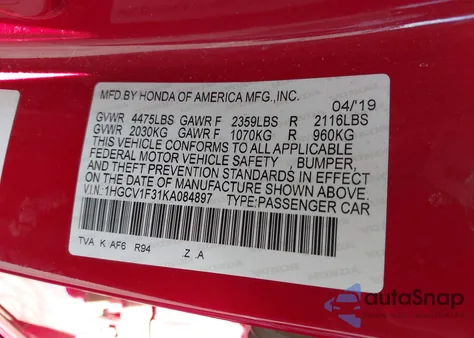 MFD.BY HONDA OF AMERICA MFG.,INC. 04/'19
GVWR 4475LBS GAWR F 2359LBS R 2116LBS
GVWR 2030KG GAWR F 1070KG R 960KG
THIS VEHICLE CONFORMS TO ALL APPLICABLE
FEDERAL MOTOR VEHICLE SAFETY , BUMPER,
AND THEFT PREVENTION STANDARDS IN EFFECT
ON THE DATE OF MANUFACTURE SHOWN ABOVE.
V.I.N.:1HGCV1F31KA084897 TYPE:PASSENGER CAR
TVA K AF6 R94 .Z .A
autoSnap